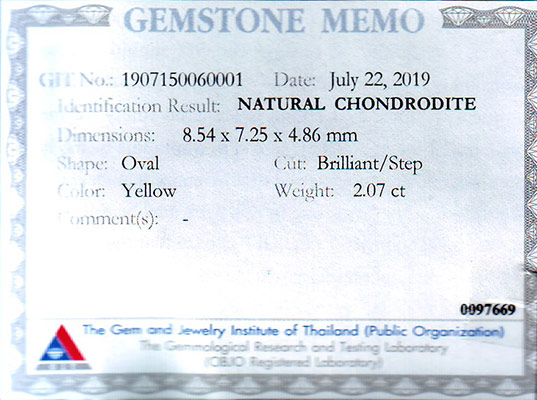 GEMSTONE MEMO
GIT No.: 1907150060001 Date: July 22, 2019
Identification Result: NATURAL CHONDRODITE
Dimensions: 8.54 x 7.25 x 4.86 mm
Shape: Oval Cut: Brilliant/Step
Color: Yellow Weight: 2.07 ct
Comment(s): -
0097669
The Gem and Jewelry Institute of Thailand (Public Organization)
The Gemmological Research and Testing Laboratory
(CIBJO Registered Laboratory)